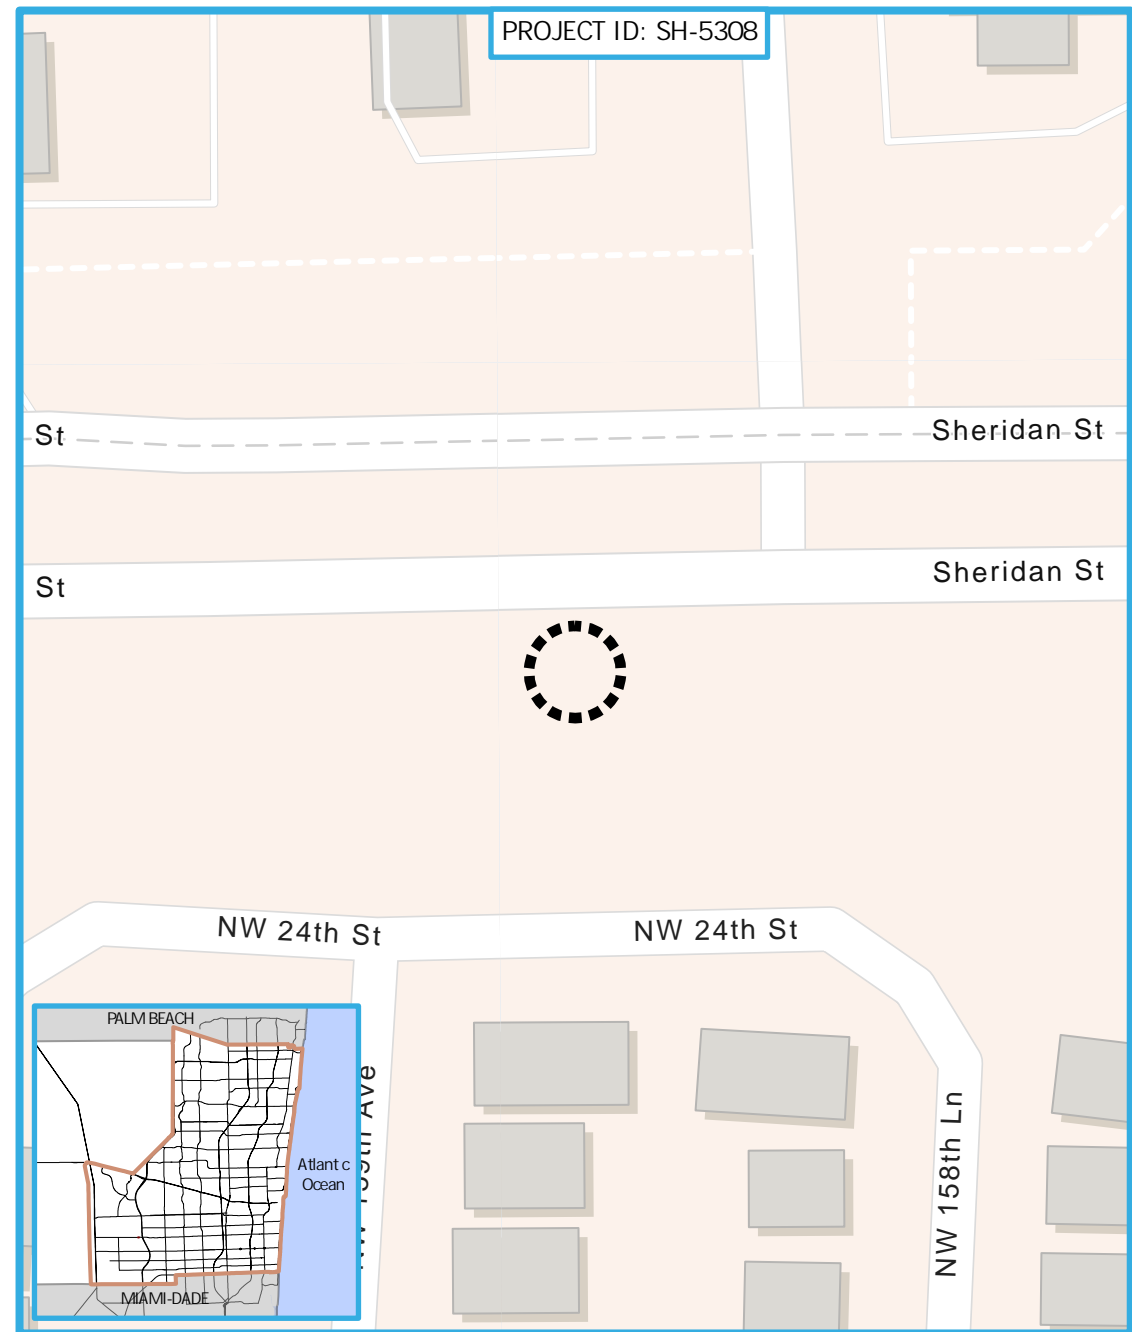 PROJECT ID: SH-5308
St
Sheridan St
St
Sheridan St
NW 24th St
NW 24th St
NW 158th Ln
Ave
PALM BEACH
Atlant c
Ocean
MIAMI-DADE